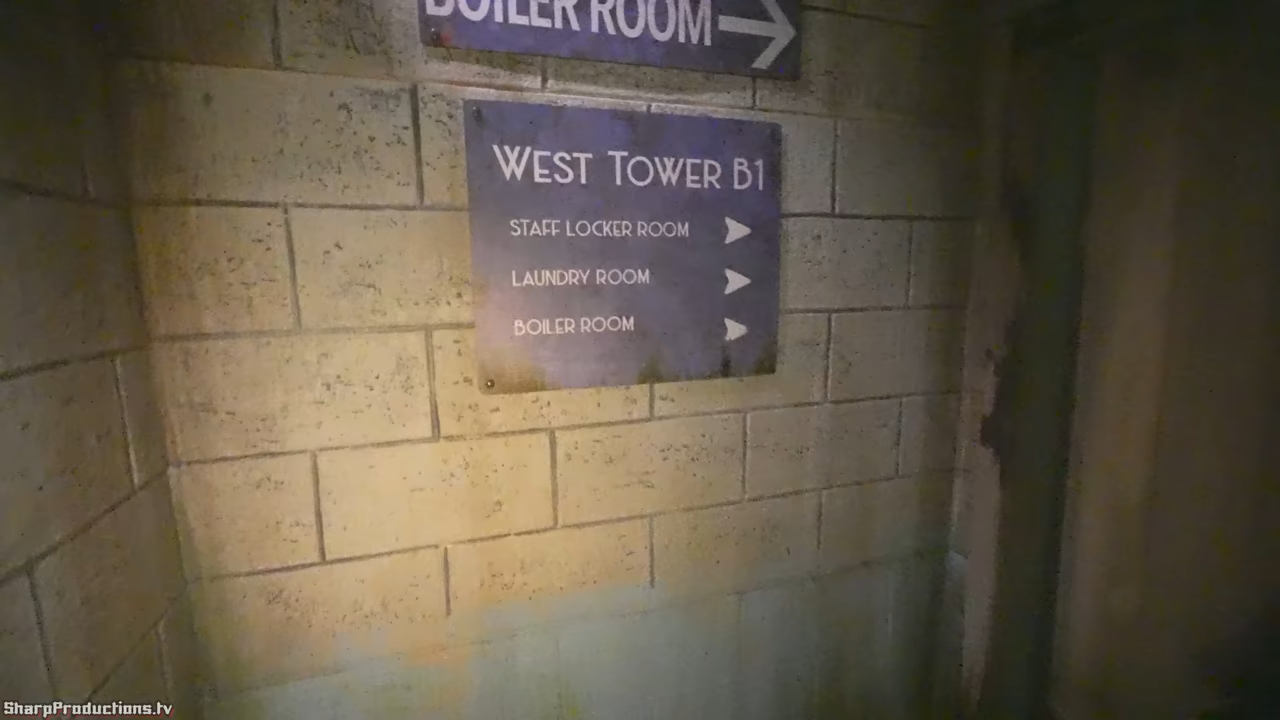 BOILER ROOM
WEST TOWER B1
STAFF LOCKER ROOM
LAUNDRY ROOM
BOILER ROOM
SharpProductions.tv